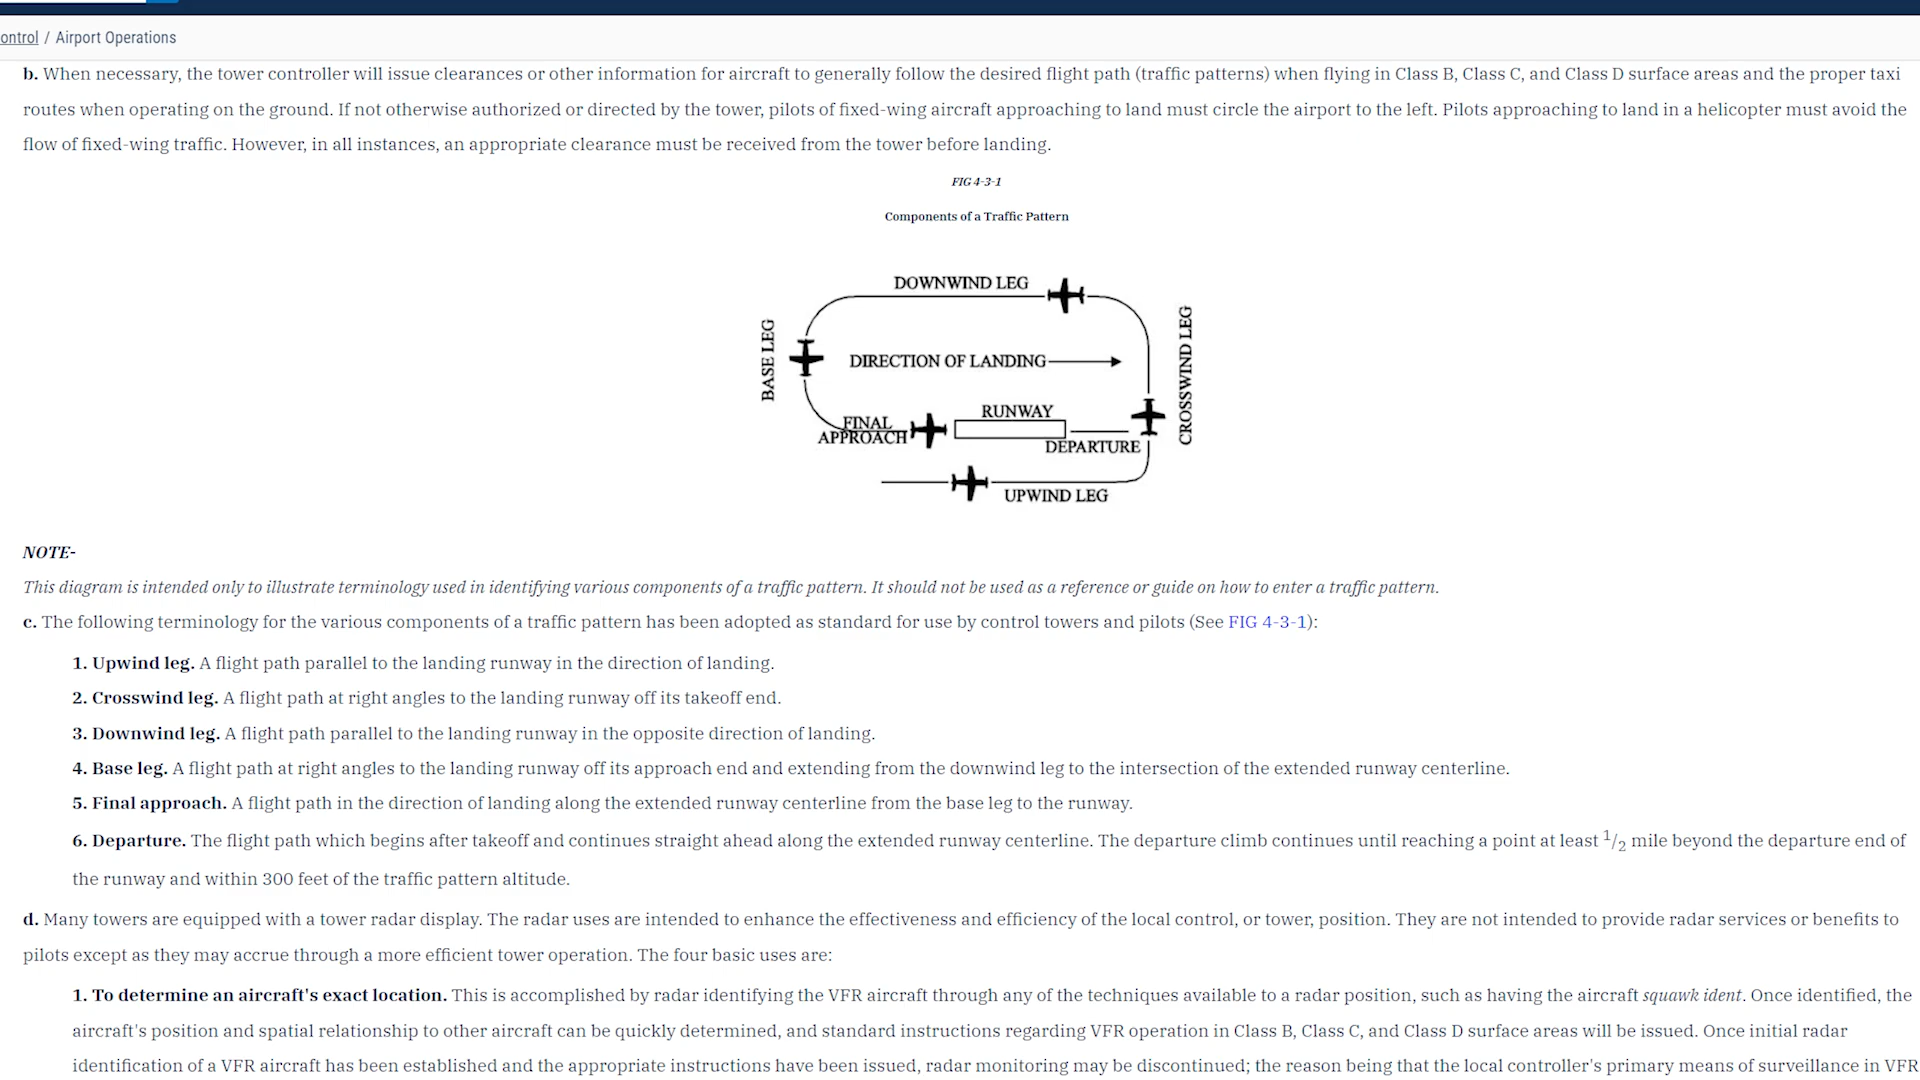 ontrol / Airport Operations
b. When necessary, the tower controller will issue clearances or other information for aircraft to generally follow the desired flight path (traffic patterns) when flying in Class B, Class C, and Class D surface areas and the proper taxi
routes when operating on the ground. If not otherwise authorized or directed by the tower, pilots of fixed-wing aircraft approaching to land must circle the airport to the left. Pilots approaching to land in a helicopter must avoid the
flow of fixed-wing traffic. However, in all instances, an appropriate clearance must be received from the tower before landing.
FIG 4-3-1
Components of a Traffic Pattern
DOWNWIND LEG
BASE LEG
CROSSWIND LEG
DIRECTION OF LANDING
RUNWAY
FINAL
APPROACH
DEPARTURE
UPWIND LEG
NOTE-
This diagram is intended only to illustrate terminology used in identifying various components of a traffic pattern. It should not be used as a reference or guide on how to enter a traffic pattern.
c. The following terminology for the various components of a traffic pattern has been adopted as standard for use by control towers and pilots (See FIG 4-3-1):
1. Upwind leg. A flight path parallel to the landing runway in the direction of landing.
2. Crosswind leg. A flight path at right angles to the landing runway off its takeoff end.
3. Downwind leg. A flight path parallel to the landing runway in the opposite direction of landing.
4. Base leg. A flight path at right angles to the landing runway off its approach end and extending from the downwind leg to the intersection of the extended runway centerline.
5. Final approach. A flight path in the direction of landing along the extended runway centerline from the base leg to the runway.
6. Departure. The flight path which begins after takeoff and continues straight ahead along the extended runway centerline. The departure climb continues until reaching a point at least 1/2 mile beyond the departure end of
the runway and within 300 feet of the traffic pattern altitude.
d. Many towers are equipped with a tower radar display. The radar uses are intended to enhance the effectiveness and efficiency of the local control, or tower, position. They are not intended to provide radar services or benefits to
pilots except as they may accrue through a more efficient tower operation. The four basic uses are:
1. To determine an aircraft's exact location. This is accomplished by radar identifying the VFR aircraft through any of the techniques available to a radar position, such as having the aircraft squawk ident. Once identified, the
aircraft's position and spatial relationship to other aircraft can be quickly determined, and standard instructions regarding VFR operation in Class B, Class C, and Class D surface areas will be issued. Once initial radar
identification of a VFR aircraft has been established and the appropriate instructions have been issued, radar monitoring may be discontinued; the reason being that the local controller's primary means of surveillance in VFR